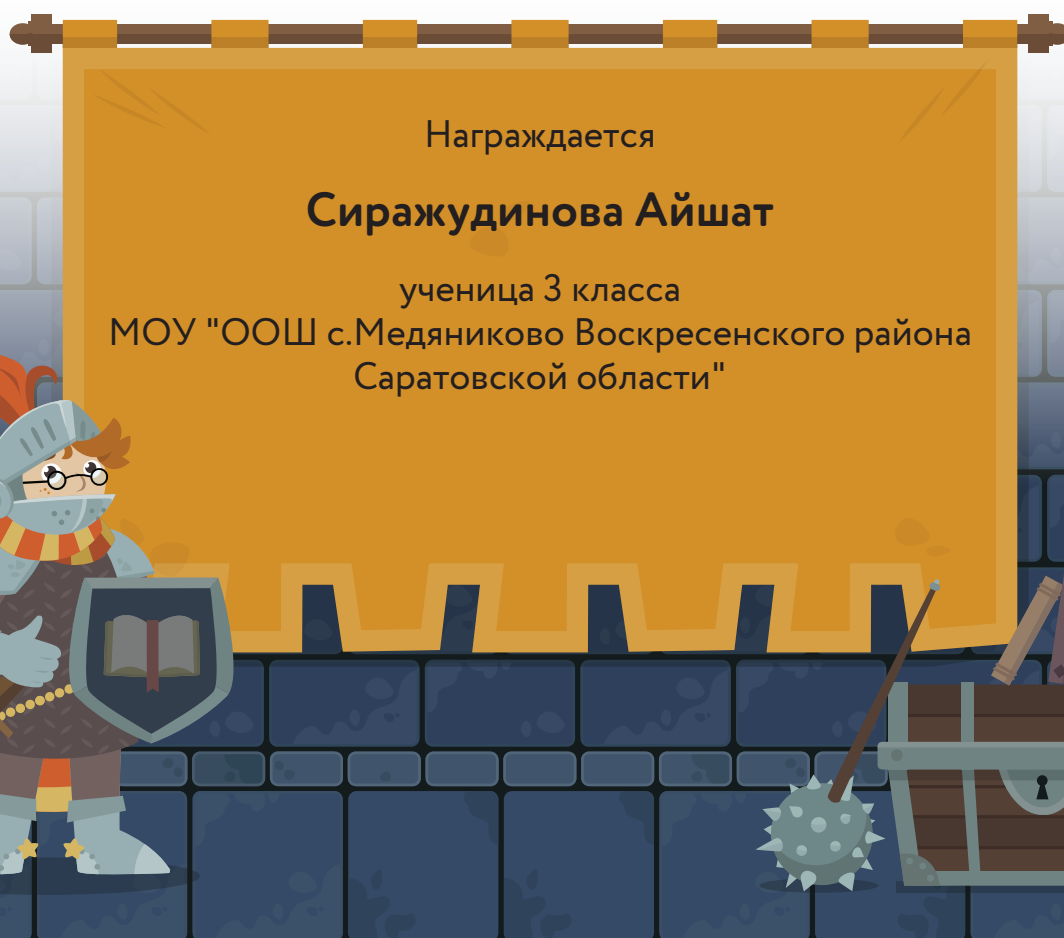 Награждается
Сиражудинова Айшат
ученица 3 класса
МОУ "ООШ с.Медяниково Воскресенского района
Саратовской области"